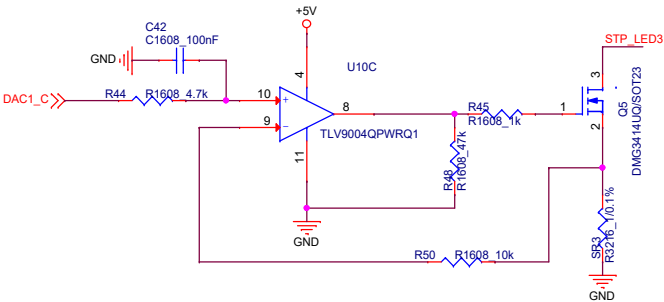 C42
C1608_100nF
+5V
GND
U10C
STP_LED3
DAC1_C
R44
R1608_4.7k
10
+
4
8
R45
R1608_1k
1
3
2
Q5
DMG3414UQ/SOT23
9
−
TLV9004QPWRQ1
11
R48
R1608_47k
GND
R50
R1608_10k
SR3
R3216_1/0.1%
GND